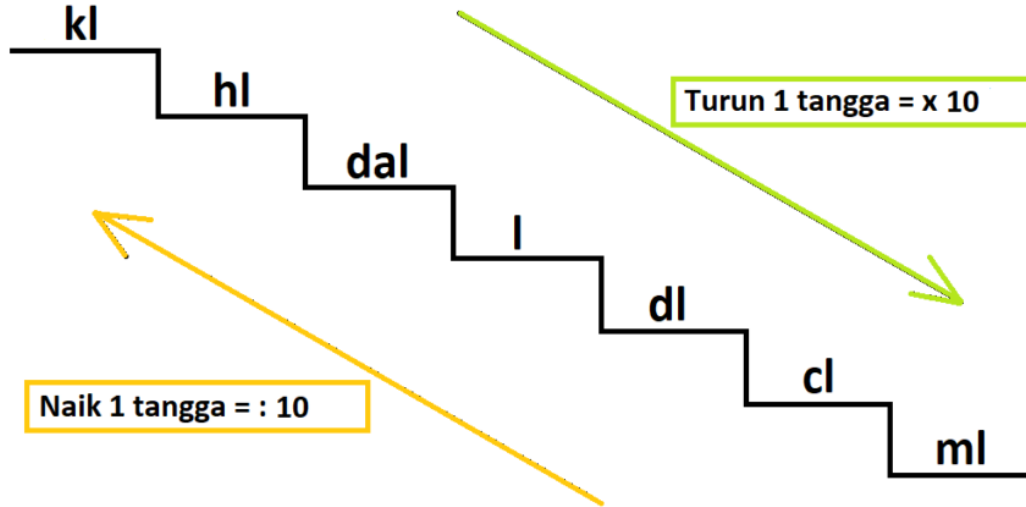 kl
hl
dal
l
dl
cl
ml
Turun 1 tangga = x 10
Naik 1 tangga = : 10